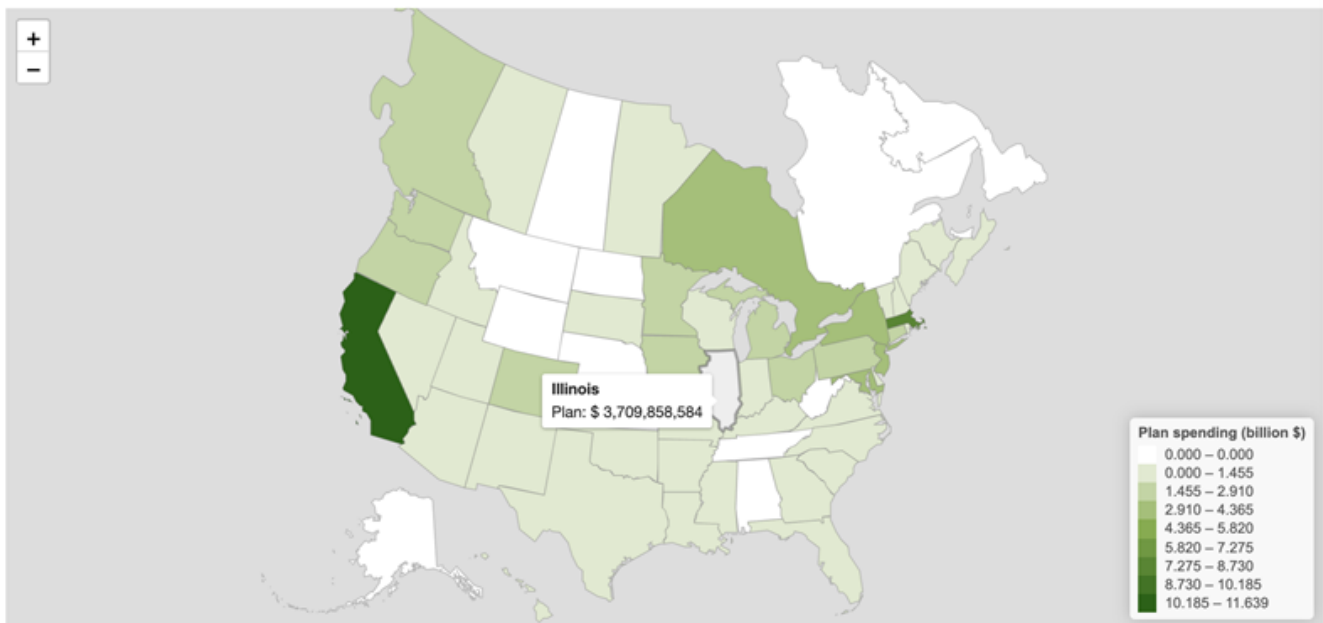 +
−
Illinois
Plan: $ 3,709,858,584
Plan spending (billion $)
0.000 – 0.000
0.000 – 1.455
1.455 – 2.910
2.910 – 4.365
4.365 – 5.820
5.820 – 7.275
7.275 – 8.730
8.730 – 10.185
10.185 – 11.639